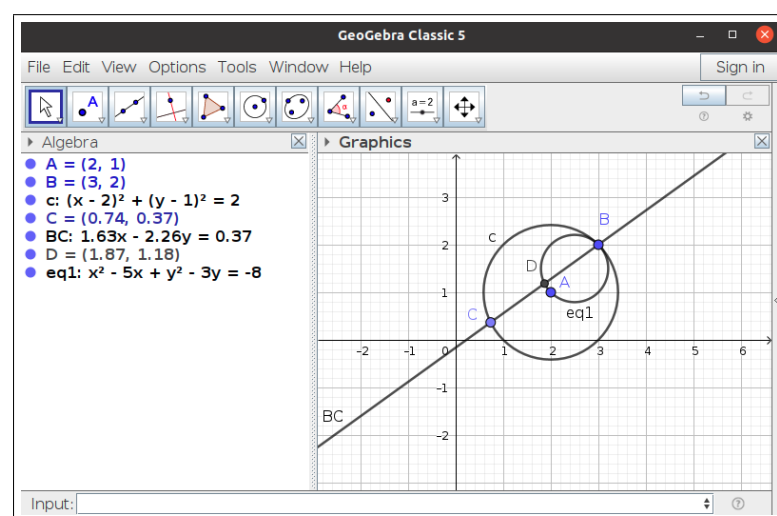 GeoGebra Classic 5
File Edit View Options Tools Window Help
Sign in
A
α
a=2
Algebra
Graphics
A = (2, 1)
B = (3, 2)
c: (x - 2)² + (y - 1)² = 2
C = (0.74, 0.37)
BC: 1.63x - 2.26y = 0.37
D = (1.87, 1.18)
eq1: x² - 5x + y² - 3y = -8
3
B
c
2
D
A
1
C
eq1
-2 -1 0 1 2 3 4 5 6
-1
BC
-2
Input: